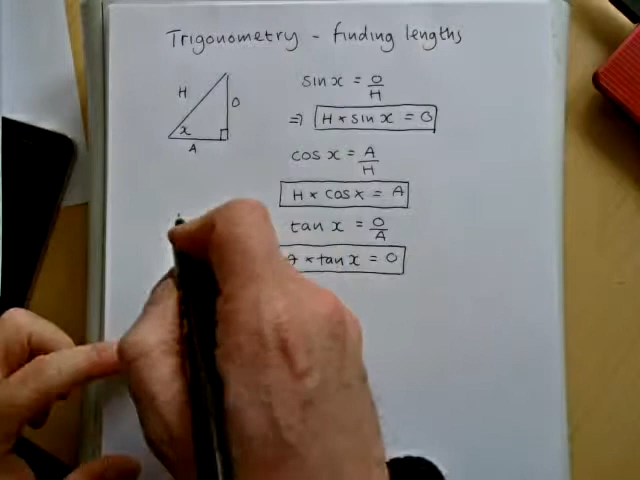 Trigonometry - finding lengths
H
O
x
A
sin x = O/H
⇒ H × sin x = O
cos x = A/H
H × cos x = A
tan x = O/A
A × tan x = O